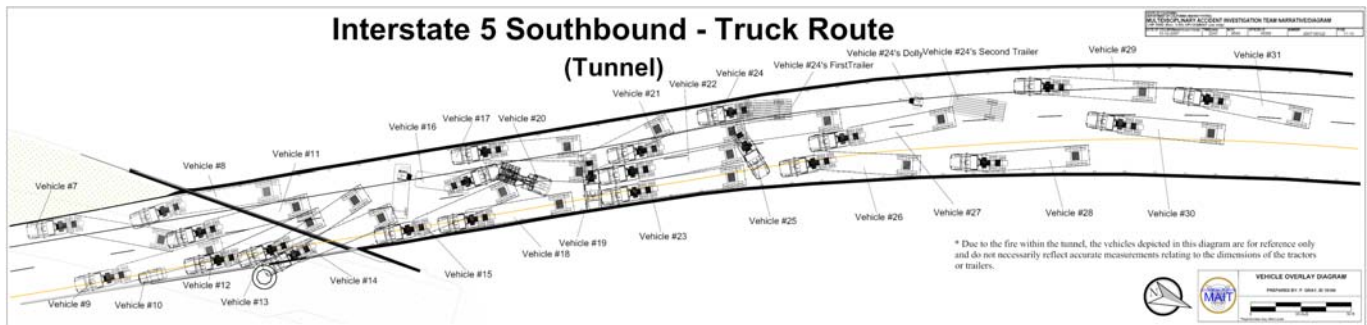 Interstate 5 Southbound - Truck Route
(Tunnel)
MULTIDISCIPLINARY ACCIDENT INVESTIGATION TEAM NARRATIVE/DIAGRAM
Vehicle #7
Vehicle #8
Vehicle #11
Vehicle #16
Vehicle #17
Vehicle #20
Vehicle #21
Vehicle #22
Vehicle #24
Vehicle #24's FirstTrailer
Vehicle #24's Dolly
Vehicle #24's Second Trailer
Vehicle #29
Vehicle #31
Vehicle #9
Vehicle #10
Vehicle #12
Vehicle #13
Vehicle #14
Vehicle #15
Vehicle #18
Vehicle #19
Vehicle #23
Vehicle #25
Vehicle #26
Vehicle #27
Vehicle #28
Vehicle #30
* Due to the fire within the tunnel, the vehicles depicted in this diagram are for reference only
and do not necessarily reflect accurate measurements relating to the dimensions of the tractors
or trailers.
N
MAIT
VEHICLE OVERLAY DIAGRAM